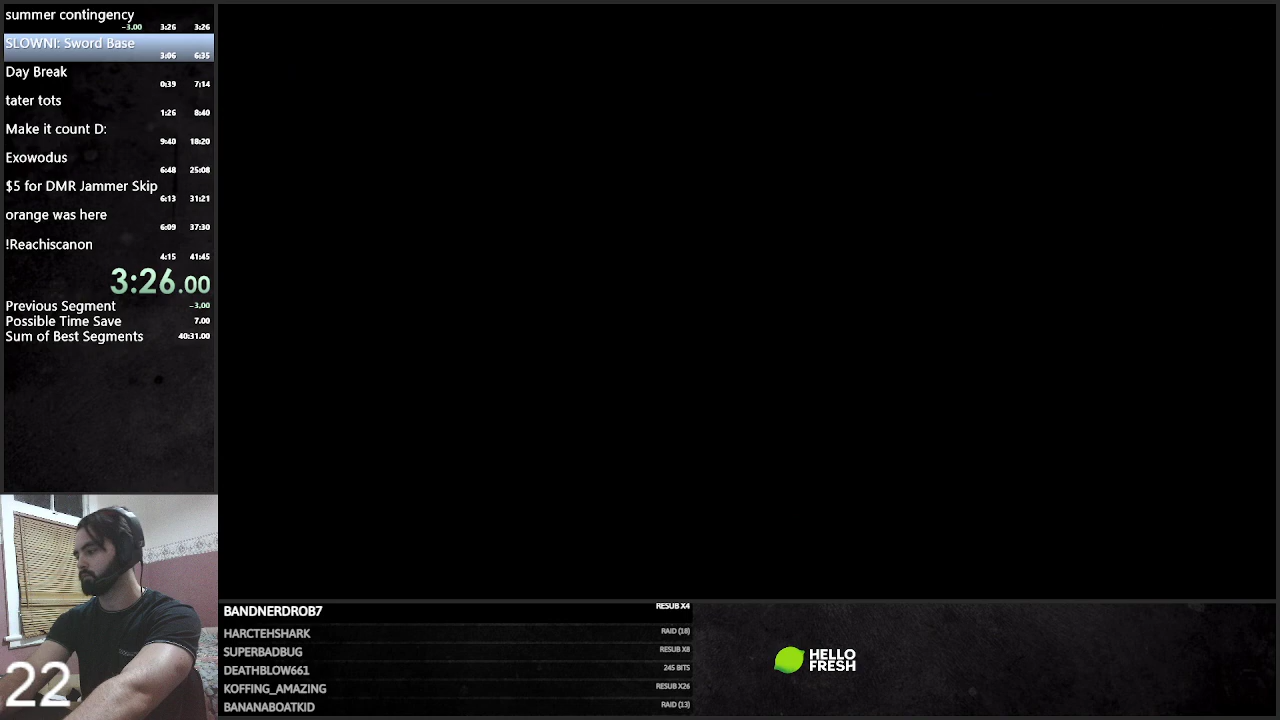 summer contingency
-3.00 3:26 3:26
SLOWNI: Sword Base
3:06 6:35
Day Break
0:39 7:14
tater tots
1:26 8:40
Make it count D:
9:40 18:20
Exowodus
6:48 25:08
$5 for DMR Jammer Skip
6:13 31:21
orange was here
6:09 37:30
!Reachiscanon
4:15 41:45
3:26.00
Previous Segment -3.00
Possible Time Save 7.00
Sum of Best Segments 40:31.00
22
BANDNERDROB7 RESUB X4
HARCTEHSHARK RAID (18)
SUPERBADBUG RESUB X8
DEATHBLOW661 245 BITS
KOFFING_AMAZING RESUB X26
BANANABOATKID RAID (13)
HELLO
FRESH